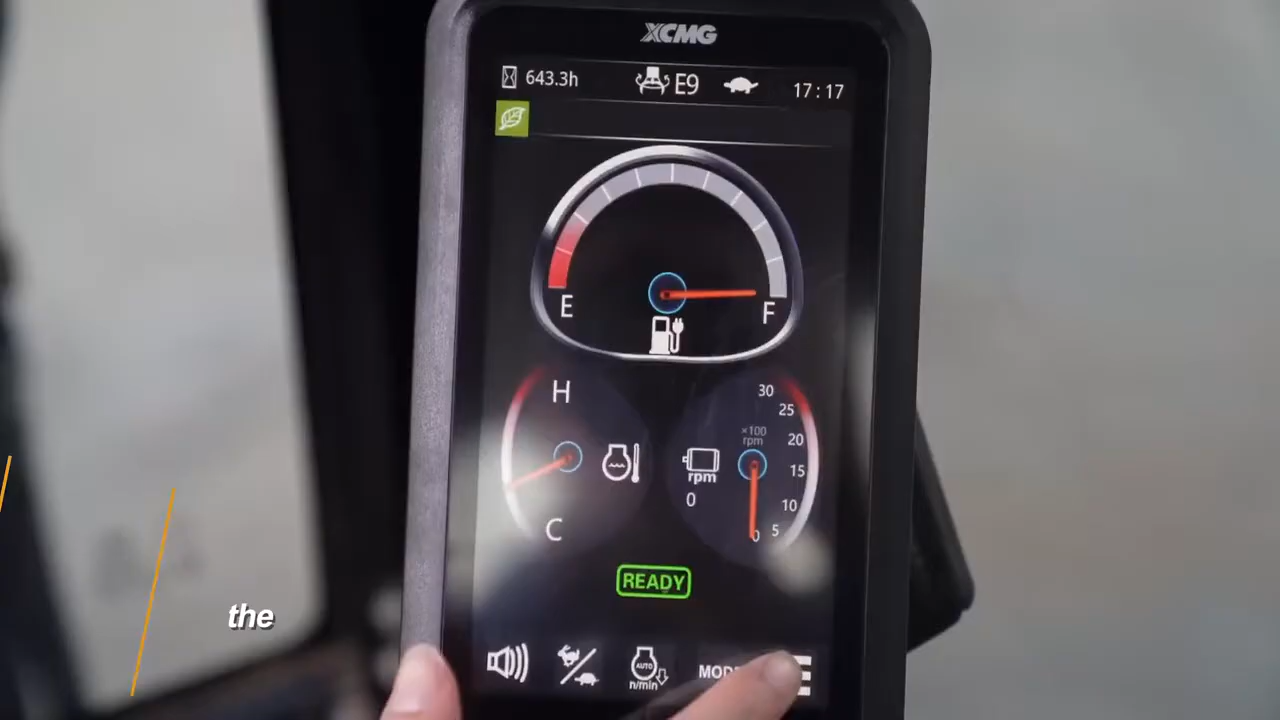 XCMG
643.3h E9 17:17
E F
H
30
25
×100
rpm
20
15
rpm
0
10
5
0
C
READY
the
AUTO
n/min